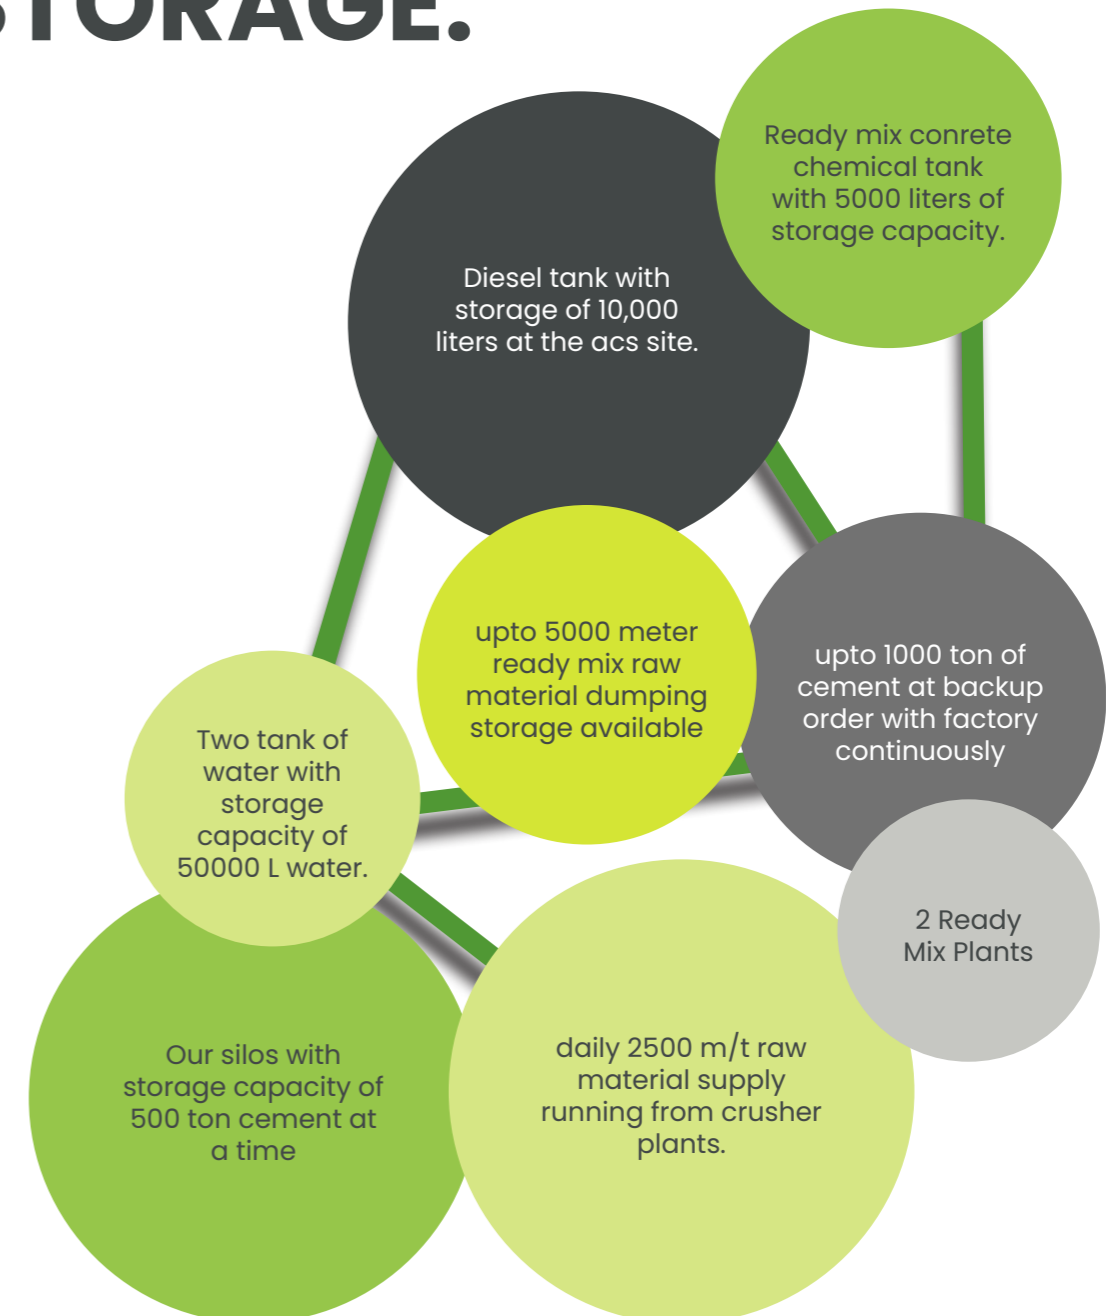 STORAGE.
Ready mix conrete
chemical tank
with 5000 liters of
storage capacity.
Diesel tank with
storage of 10,000
liters at the acs site.
upto 5000 meter
ready mix raw
material dumping
storage available
upto 1000 ton of
cement at backup
order with factory
continuously
Two tank of
water with
storage
capacity of
50000 L water.
2 Ready
Mix Plants
Our silos with
storage capacity of
500 ton cement at
a time
daily 2500 m/t raw
material supply
running from crusher
plants.